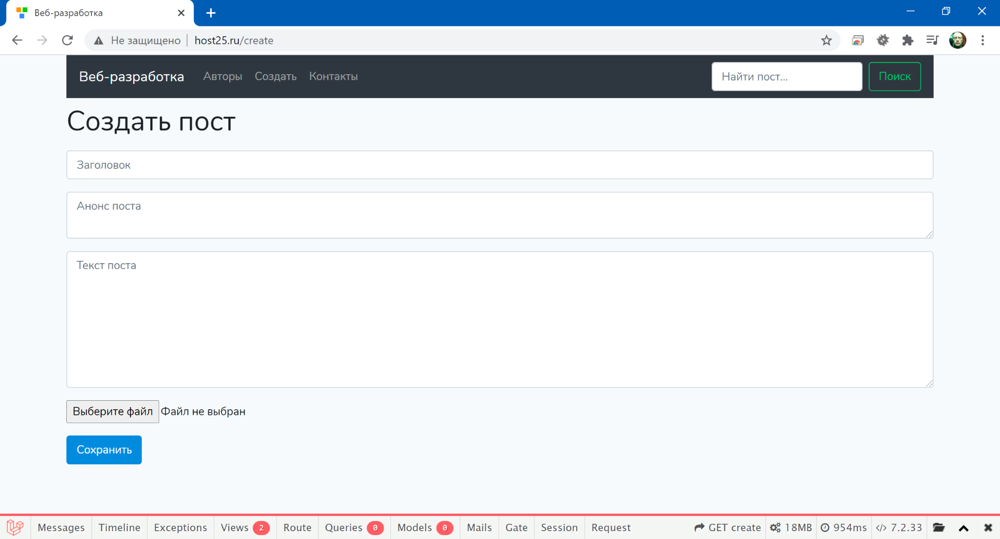 Веб-разработка
Не защищено host25.ru/create
Веб-разработка Авторы Создать Контакты Найти пост... Поиск
Создать пост
Заголовок
Анонс поста
Текст поста
Выберите файл Файл не выбран
Сохранить
Messages Timeline Exceptions Views 2 Route Queries 0 Models 0 Mails Gate Session Request GET create 18MB 954ms 7.2.33